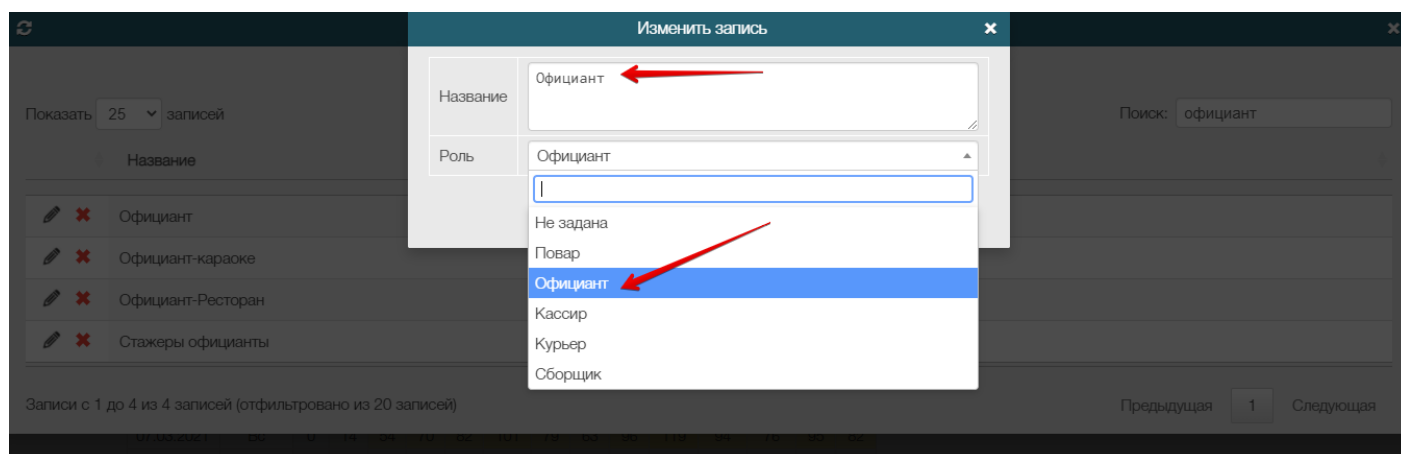 Изменить запись
Название
Официант
Показать 25 записей
Поиск: официант
Роль
Официант
Название
Не задана
Официант
Повар
Официант-караоке
Официант
Официант-Ресторан
Кассир
Стажеры официанты
Курьер
Сборщик
Записи с 1 до 4 из 4 записей (отфильтровано из 20 записей)
Предыдущая 1 Следующая